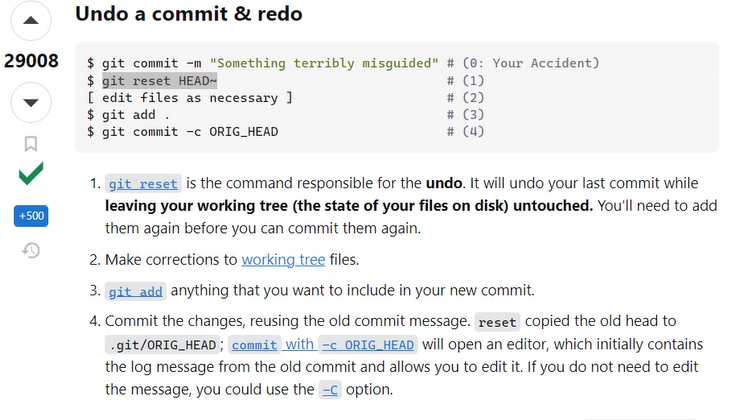 Undo a commit & redo
29008
$ git commit -m "Something terribly misguided" # (0: Your Accident)
$ git reset HEAD~ # (1)
[ edit files as necessary ] # (2)
$ git add . # (3)
$ git commit -c ORIG_HEAD # (4)
+500
1. git reset is the command responsible for the undo. It will undo your last commit while
leaving your working tree (the state of your files on disk) untouched. You'll need to add
them again before you can commit them again.
2. Make corrections to working tree files.
3. git add anything that you want to include in your new commit.
4. Commit the changes, reusing the old commit message. reset copied the old head to
.git/ORIG_HEAD; commit with -c ORIG_HEAD will open an editor, which initially contains
the log message from the old commit and allows you to edit it. If you do not need to edit
the message, you could use the -C option.